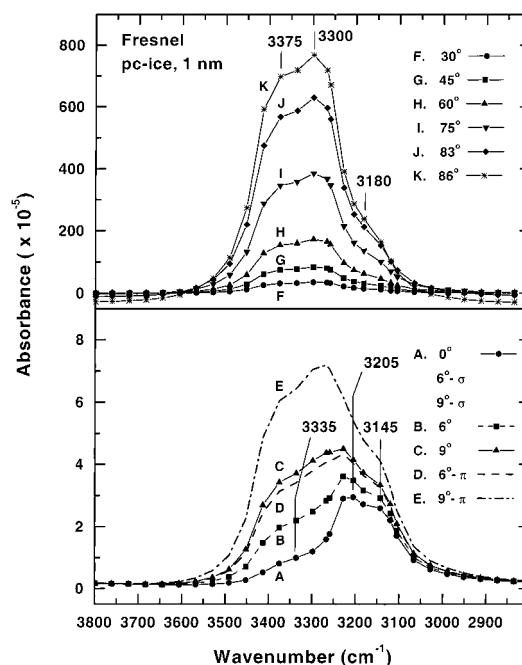 Fresnel
pc-ice, 1 nm
3375
3300
3180
F. 30°
G. 45°
H. 60°
I. 75°
J. 83°
K. 86°
K
J
I
H
G
F
800
600
400
200
0
Absorbance ( x 10⁻⁵)
A. 0°
6°- σ
9°- σ
B. 6°
C. 9°
D. 6°- π
E. 9°- π
3205
3335
3145
E
C
D
B
A
8
6
4
2
0
3800 3700 3600 3500 3400 3300 3200 3100 3000 2900
Wavenumber (cm⁻¹)